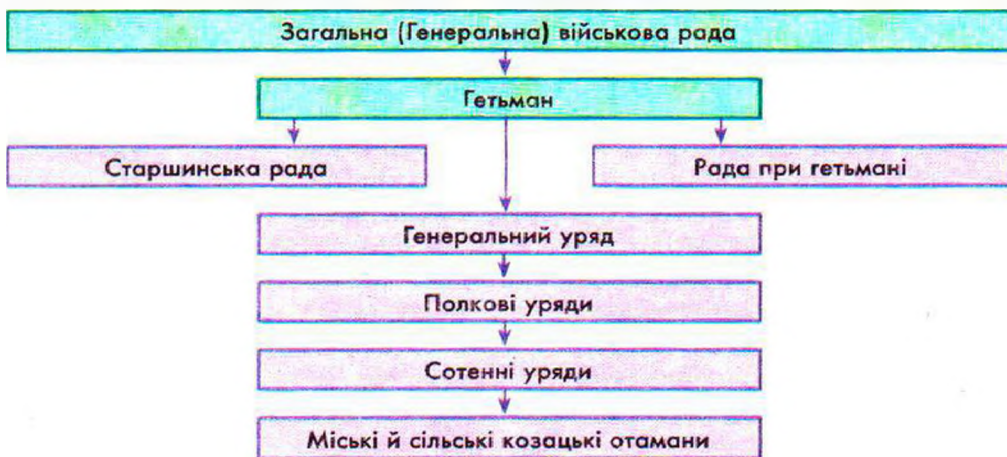 Загальна (Генеральна) військова рада
Гетьман
Старшинська рада
Рада при гетьмані
Генеральний уряд
Полкові уряди
Сотенні уряди
Міські й сільські козацькі отамани